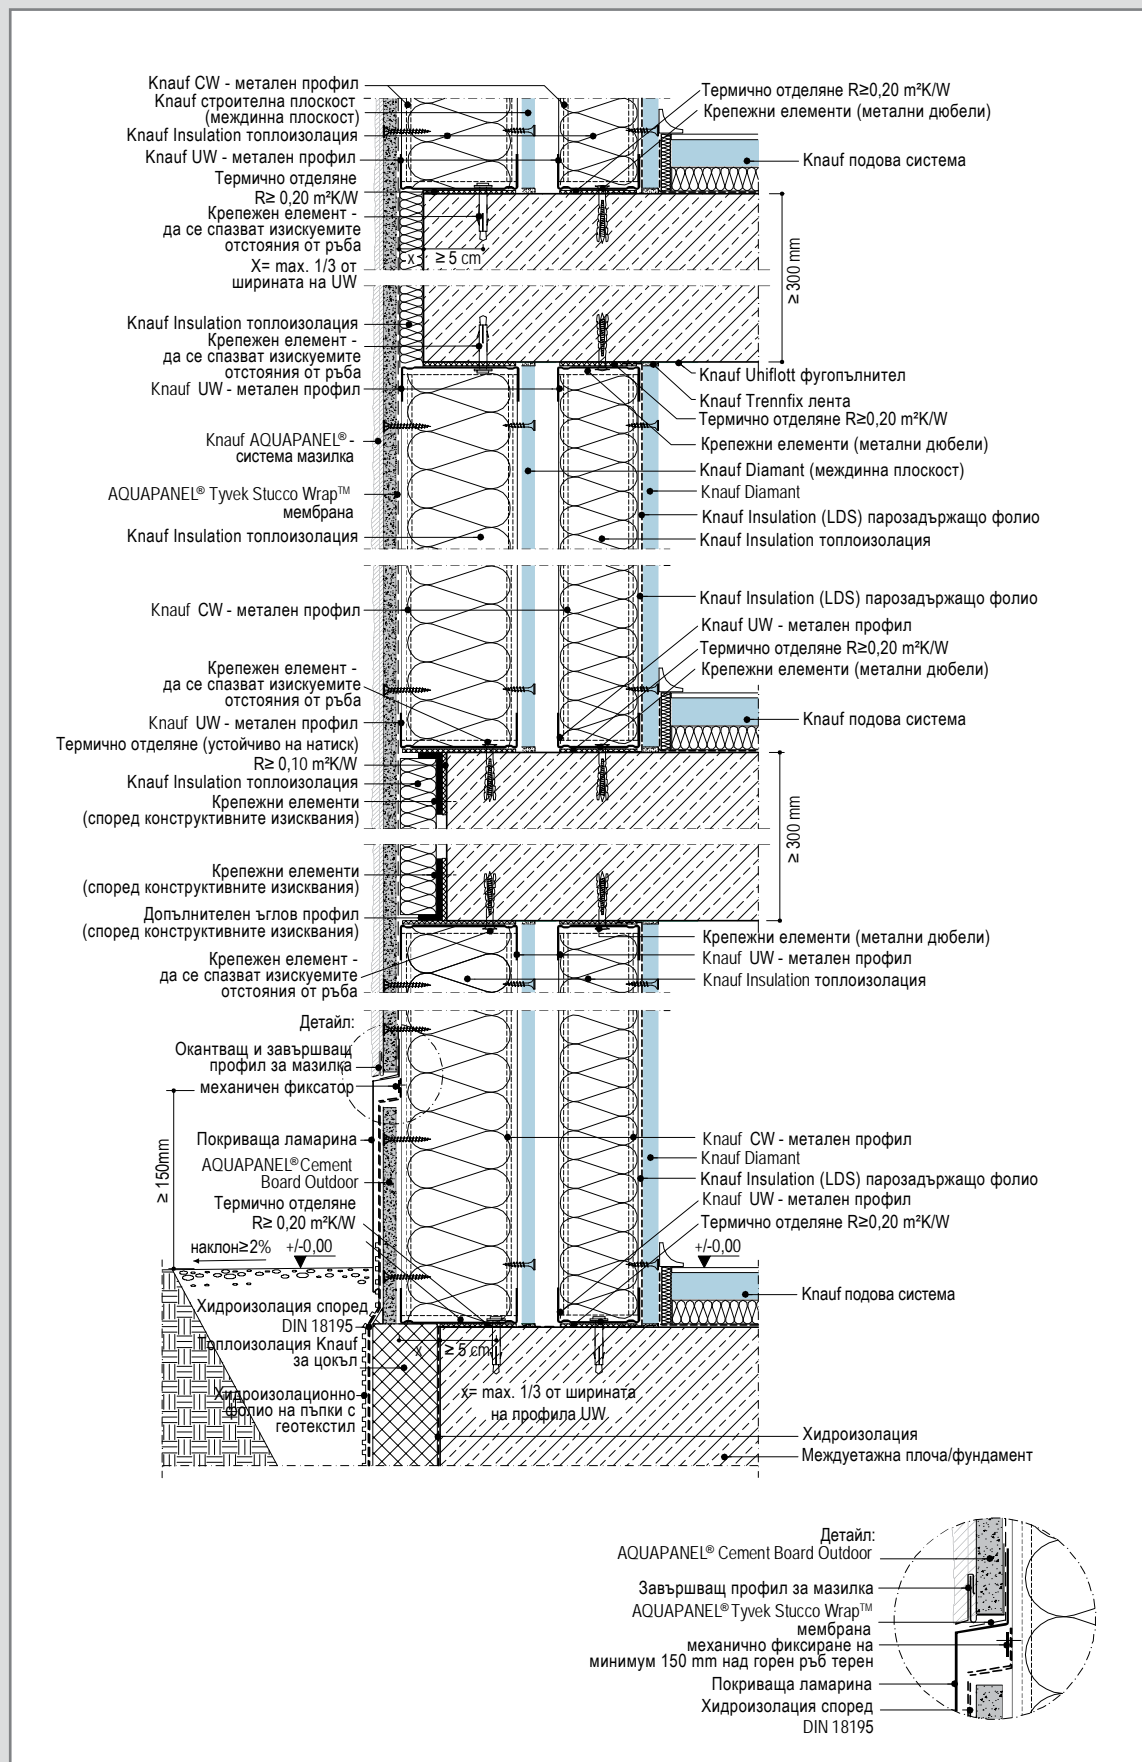 Knauf CW - метален профил
Knauf строителна плоскост
(междинна плоскост)
Knauf Insulation топлоизолация
Knauf UW - метален профил
Термично отделяне
R≥ 0,20 m²K/W
Крепежен елемент -
да се спазват изискуемите
отстояния от ръба
X= max. 1/3 от
ширината на UW
x
≥ 5 cm
Термично отделяне R≥0,20 m²K/W
Крепежни елементи (метални дюбели)
Knauf подова система
≥ 300 mm
Knauf Insulation топлоизолация
Крепежен елемент -
да се спазват изискуемите
отстояния от ръба
Knauf UW - метален профил
Knauf AQUAPANEL® -
система мазилка
AQUAPANEL® Tyvek Stucco Wrap™
мембрана
Knauf Insulation топлоизолация
Knauf Uniflott фугопълнител
Knauf Trennfix лента
Термично отделяне R≥0,20 m²K/W
Крепежни елементи (метални дюбели)
Knauf Diamant (междинна плоскост)
Knauf Diamant
Knauf Insulation (LDS) парозадържащо фолио
Knauf Insulation топлоизолация
Knauf CW - метален профил
Крепежен елемент -
да се спазват изискуемите
отстояния от ръба
Knauf UW - метален профил
Термично отделяне (устойчиво на натиск)
R≥ 0,10 m²K/W
Knauf Insulation топлоизолация
Крепежни елементи
(според конструктивните изисквания)
Knauf Insulation (LDS) парозадържащо фолио
Knauf UW - метален профил
Термично отделяне R≥0,20 m²K/W
Крепежни елементи (метални дюбели)
Knauf подова система
≥ 300 mm
Крепежни елементи
(според конструктивните изисквания)
Допълнителен ъглов профил
(според конструктивните изисквания)
Крепежен елемент -
да се спазват изискуемите
отстояния от ръба
Крепежни елементи (метални дюбели)
Knauf UW - метален профил
Knauf Insulation топлоизолация
Детайл:
Окантващ и завършващ
профил за мазилка
механичен фиксатор
≥ 150mm
Покриваща ламарина
AQUAPANEL® Cement
Board Outdoor
Термично отделяне
R≥ 0,20 m²K/W
наклон≥2%
+/-0,00
Knauf CW - метален профил
Knauf Diamant
Knauf Insulation (LDS) парозадържащо фолио
Knauf UW - метален профил
Термично отделяне R≥0,20 m²K/W
+/-0,00
Knauf подова система
Хидроизолация според
DIN 18195
Топлоизолация Knauf
за цокъл
x
≥ 5 cm
Хидроизолационно
фолио на пъпки с
геотекстил
x= max. 1/3 от ширината
на профила UW
Хидроизолация
Междуетажна плоча/фундамент
Детайл:
AQUAPANEL® Cement Board Outdoor
Завършващ профил за мазилка
AQUAPANEL® Tyvek Stucco Wrap™
мембрана
механично фиксиране на
минимум 150 mm над горен ръб терен
Покриваща ламарина
Хидроизолация според
DIN 18195